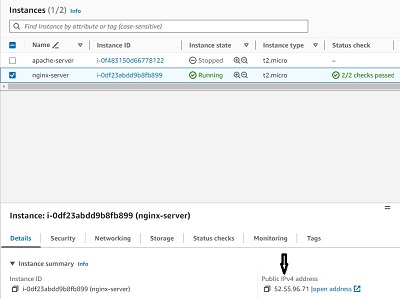 Instances (1/2) Info
Find Instance by attribute or tag (case-sensitive)
Name Instance ID Instance state Instance type Status check
apache-server i-0f483150d66778122 Stopped t2.micro –
nginx-server i-0df23abdd9b8fb899 Running t2.micro 2/2 checks passed
Instance: i-0df23abdd9b8fb899 (nginx-server)
Details Security Networking Storage Status checks Monitoring Tags
Instance summary Info
Instance ID Public IPv4 address
i-0df23abdd9b8fb899 (nginx-server) 52.55.96.71 |open address